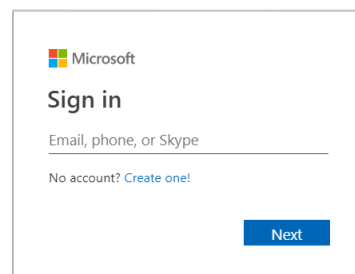 Microsoft
Sign in
Email, phone, or Skype
No account? Create one!
Next